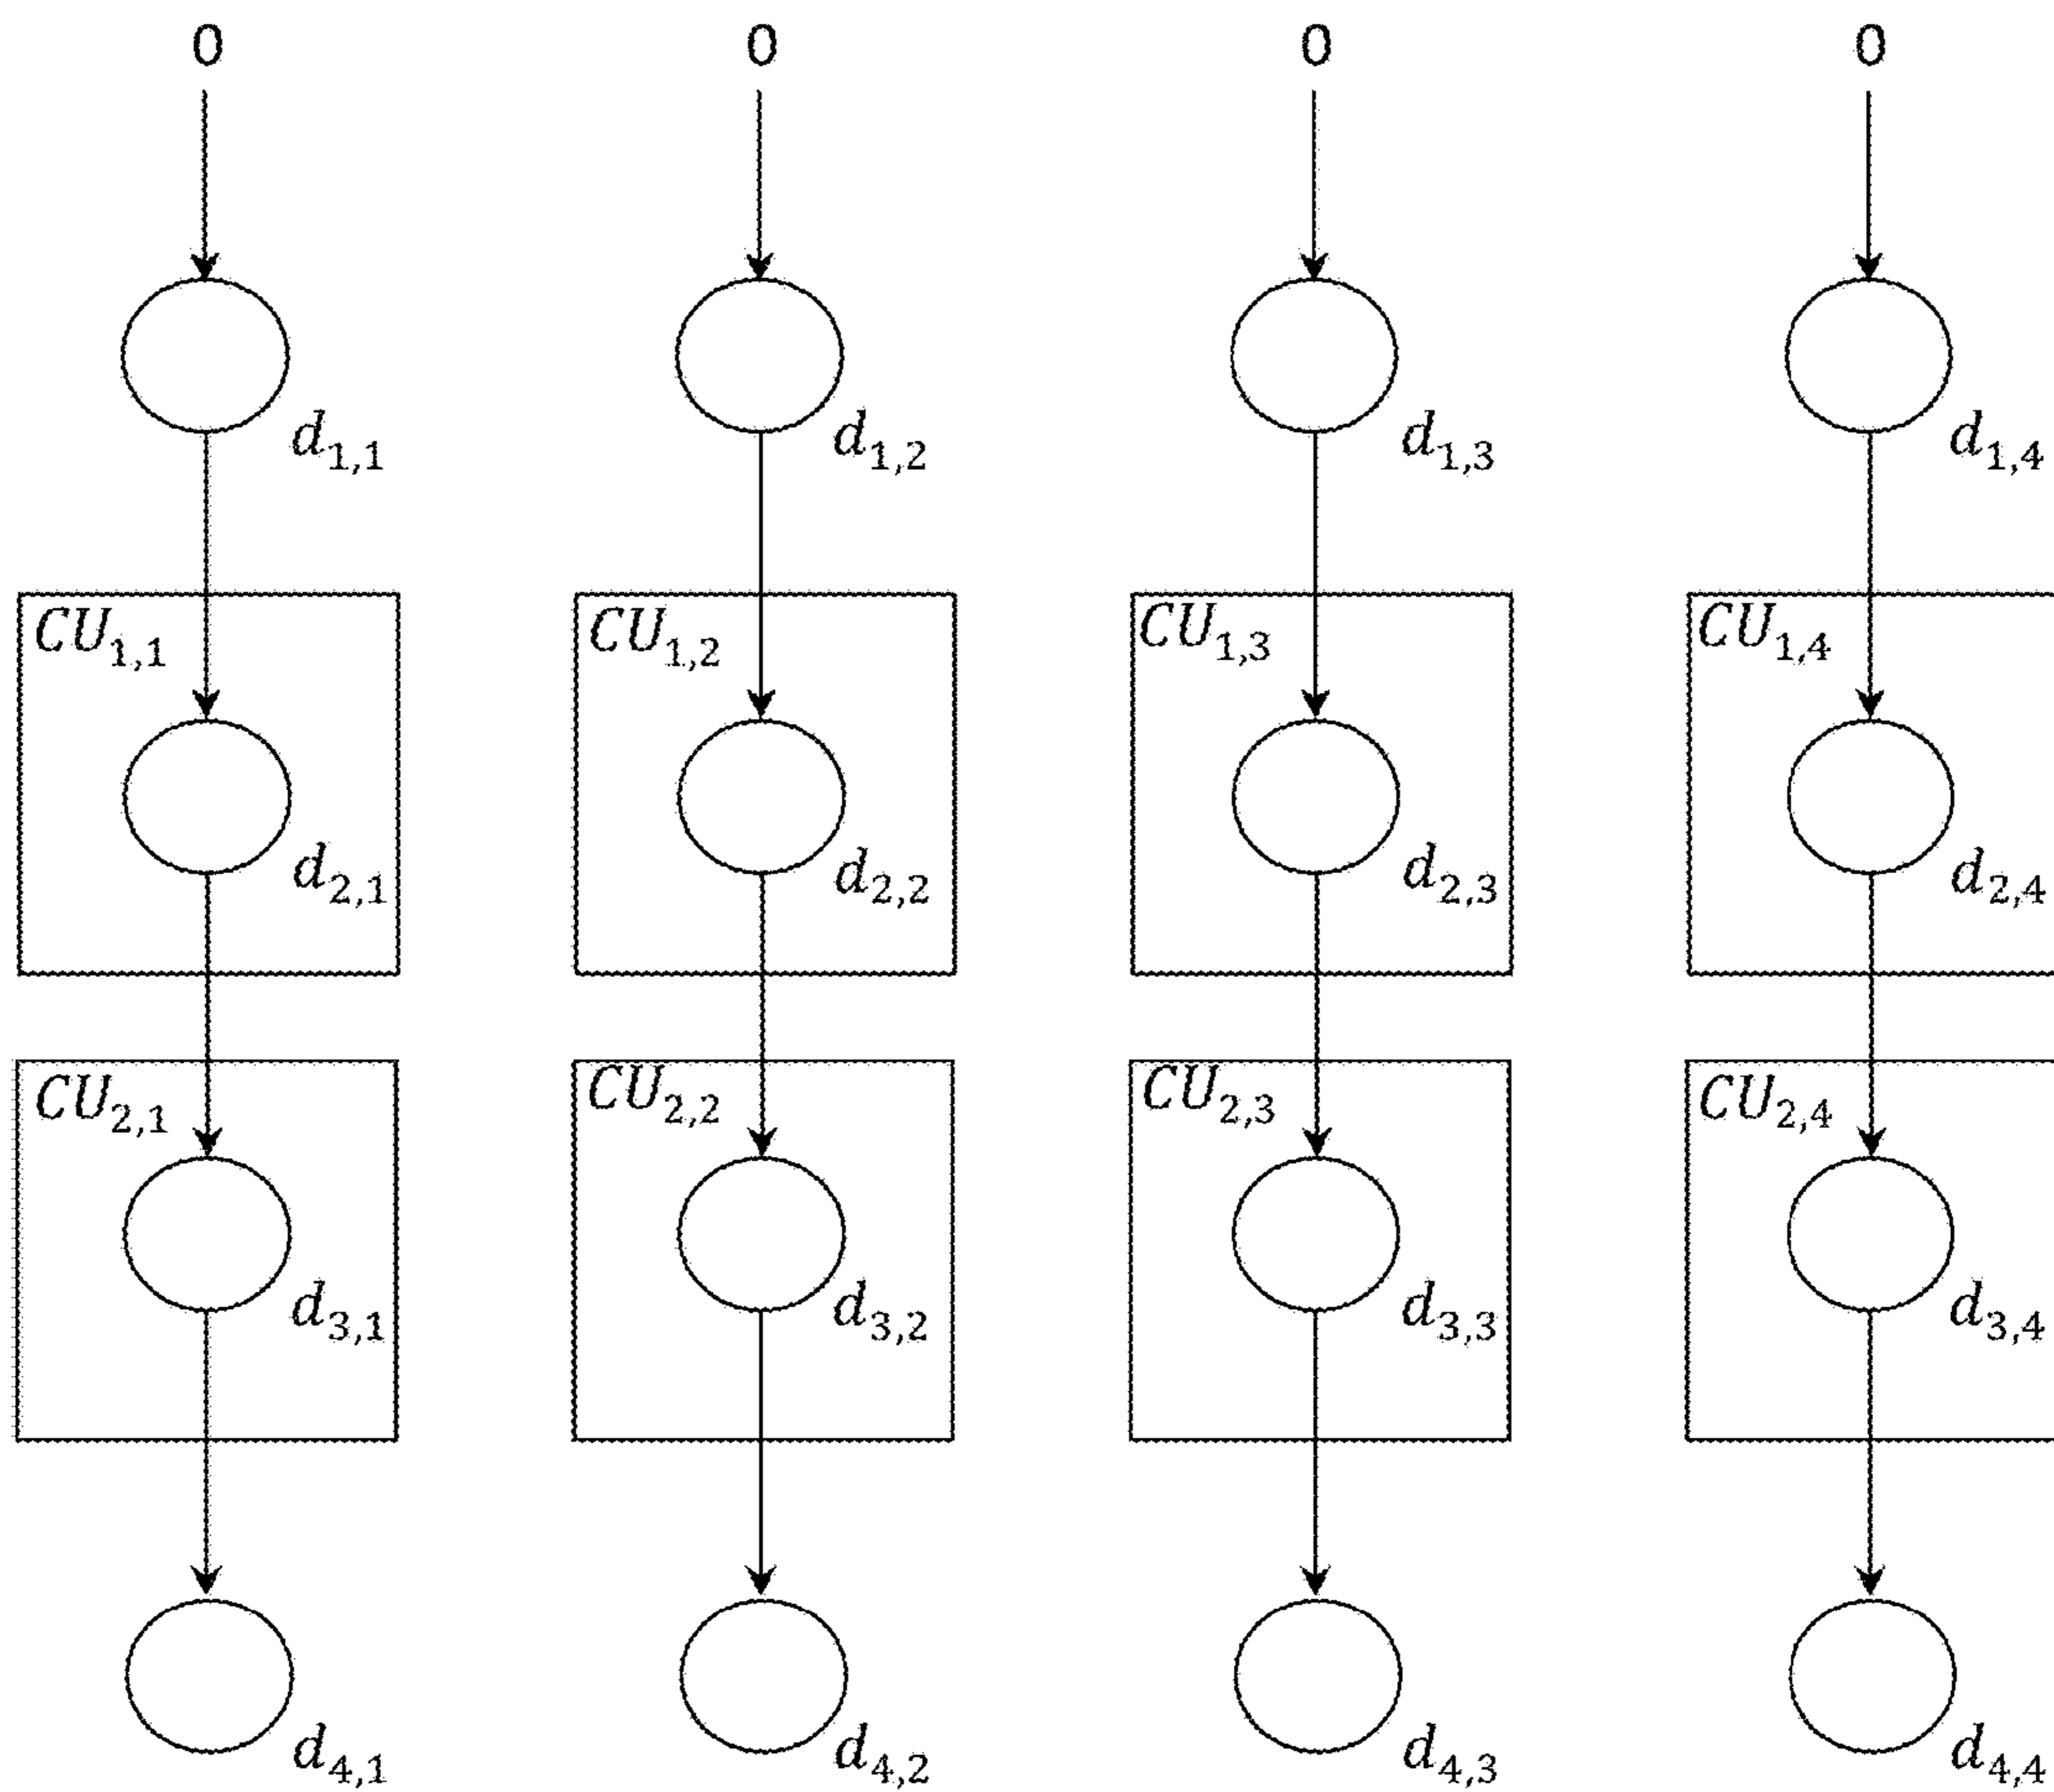 0 0 0 0
d1,1 d1,2 d1,3 d1,4
CU1,1 CU1,2 CU1,3 CU1,4
d2,1 d2,2 d2,3 d2,4
CU2,1 CU2,2 CU2,3 CU2,4
d3,1 d3,2 d3,3 d3,4
d4,1 d4,2 d4,3 d4,4